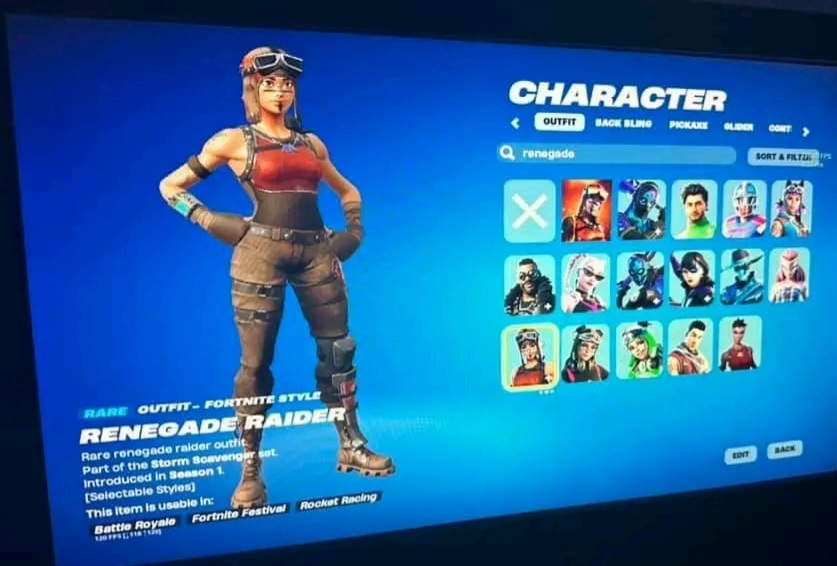 CHARACTER
OUTFIT BACK BLING PICKAXE GLIDER CONT
renegade
SORT & FILTER
RARE OUTFIT - FORTNITE STYLE
RENEGADE RAIDER
Rare renegade raider outfit.
Part of the Storm Scavenger set.
Introduced in Season 1.
[Selectable Styles]
This item is usable in:
Battle Royale Fortnite Festival Rocket Racing
EDIT BACK